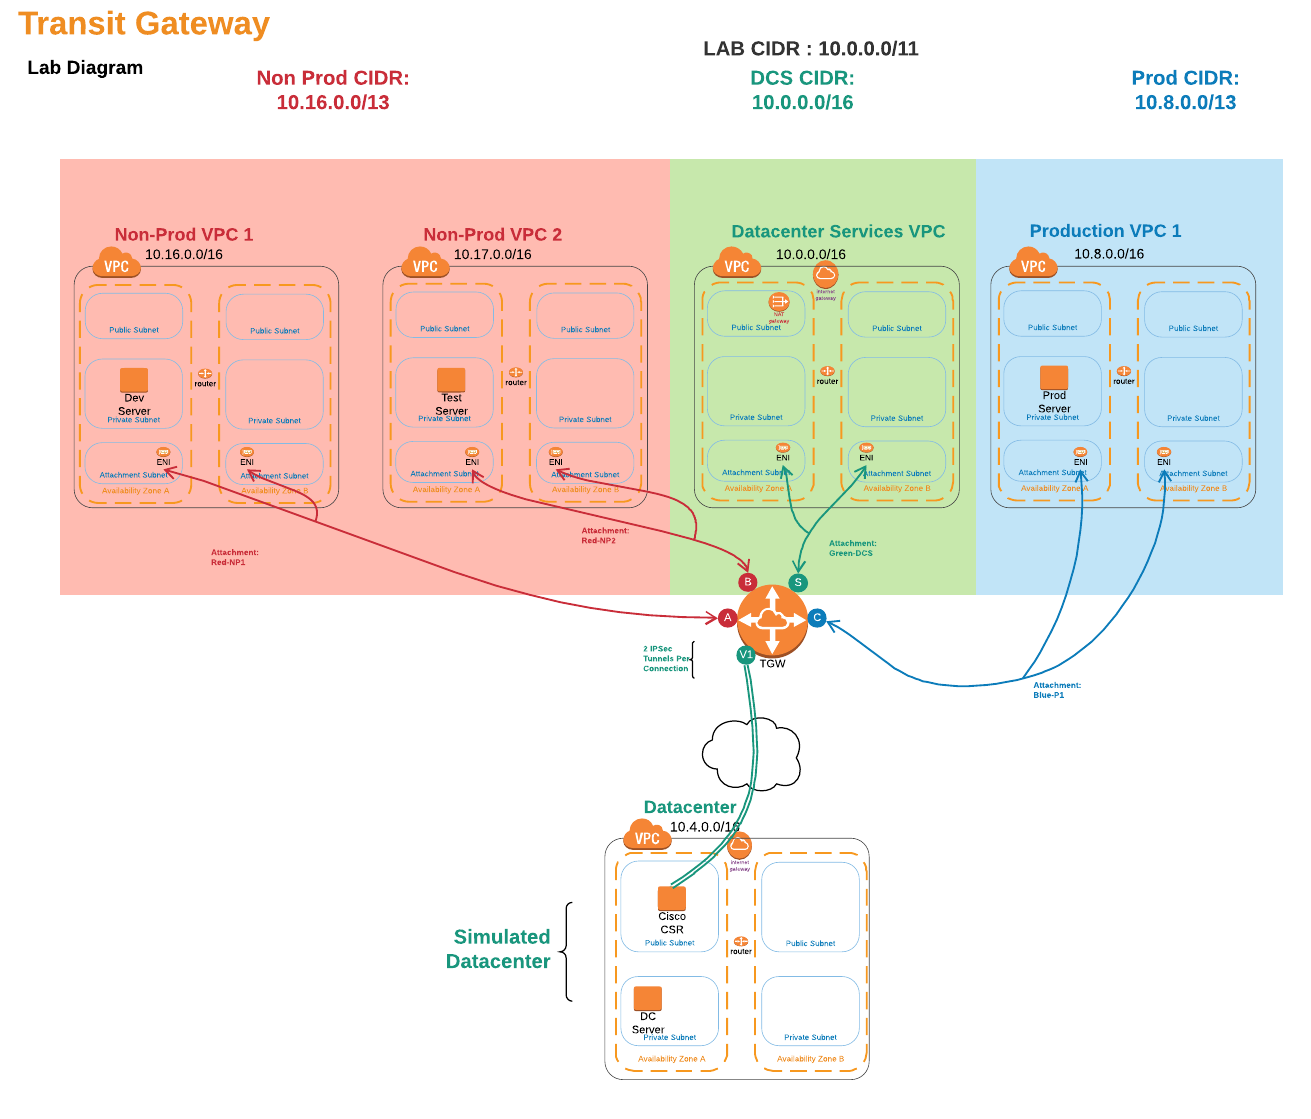 Transit Gateway
Lab Diagram
LAB CIDR : 10.0.0.0/11
Non Prod CIDR:
10.16.0.0/13
DCS CIDR:
10.0.0.0/16
Prod CIDR:
10.8.0.0/13
Non-Prod VPC 1
10.16.0.0/16
VPC
Public Subnet
Public Subnet
Dev
Server
Private Subnet
router
Private Subnet
ENI
Attachment Subnet
Availability Zone A
ENI
Attachment Subnet
Availability Zone B
Attachment:
Red-NP1
Non-Prod VPC 2
10.17.0.0/16
VPC
Public Subnet
Public Subnet
Test
Server
Private Subnet
router
Private Subnet
ENI
Attachment Subnet
Availability Zone A
ENI
Attachment Subnet
Availability Zone B
Attachment:
Red-NP2
Datacenter Services VPC
10.0.0.0/16
VPC
Internet
gateway
NAT
gateway
Public Subnet
Public Subnet
router
Private Subnet
Private Subnet
ENI
Attachment Subnet
Availability Zone A
ENI
Attachment Subnet
Availability Zone B
Attachment:
Green-DCS
Production VPC 1
10.8.0.0/16
VPC
Public Subnet
Public Subnet
Prod
Server
Private Subnet
router
Private Subnet
ENI
Attachment Subnet
Availability Zone A
ENI
Attachment Subnet
Availability Zone B
Attachment:
Blue-P1
B
S
A
C
V1
TGW
2 IPSec
Tunnels Per
Connection
Datacenter
10.4.0.0/16
VPC
internet
gateway
Cisco
CSR
Public Subnet
Public Subnet
router
Simulated
Datacenter
DC
Server
Private Subnet
Private Subnet
Availability Zone A
Availability Zone B